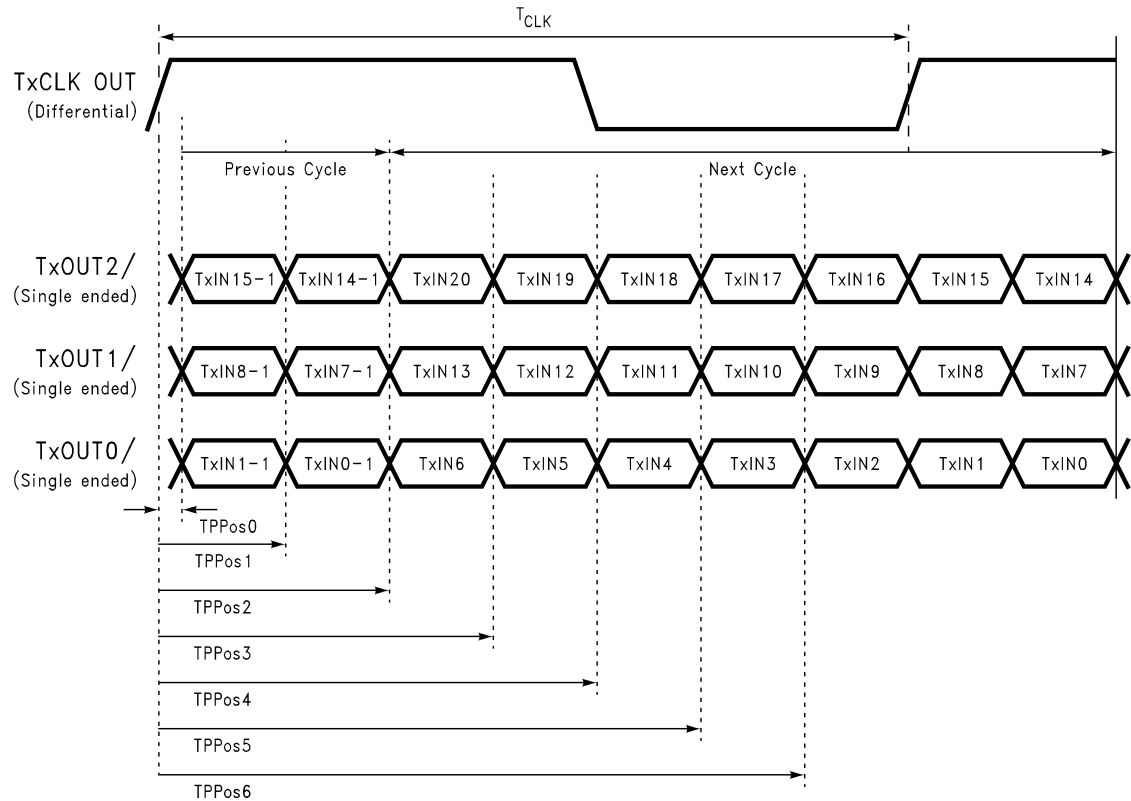 TCLK
TxCLK OUT
(Differential)
Previous Cycle
Next Cycle
TxOUT2/
(Single ended)
TxIN15-1 TxIN14-1 TxIN20 TxIN19 TxIN18 TxIN17 TxIN16 TxIN15 TxIN14
TxOUT1/
(Single ended)
TxIN8-1 TxIN7-1 TxIN13 TxIN12 TxIN11 TxIN10 TxIN9 TxIN8 TxIN7
TxOUT0/
(Single ended)
TxIN1-1 TxIN0-1 TxIN6 TxIN5 TxIN4 TxIN3 TxIN2 TxIN1 TxIN0
TPPos0
TPPos1
TPPos2
TPPos3
TPPos4
TPPos5
TPPos6